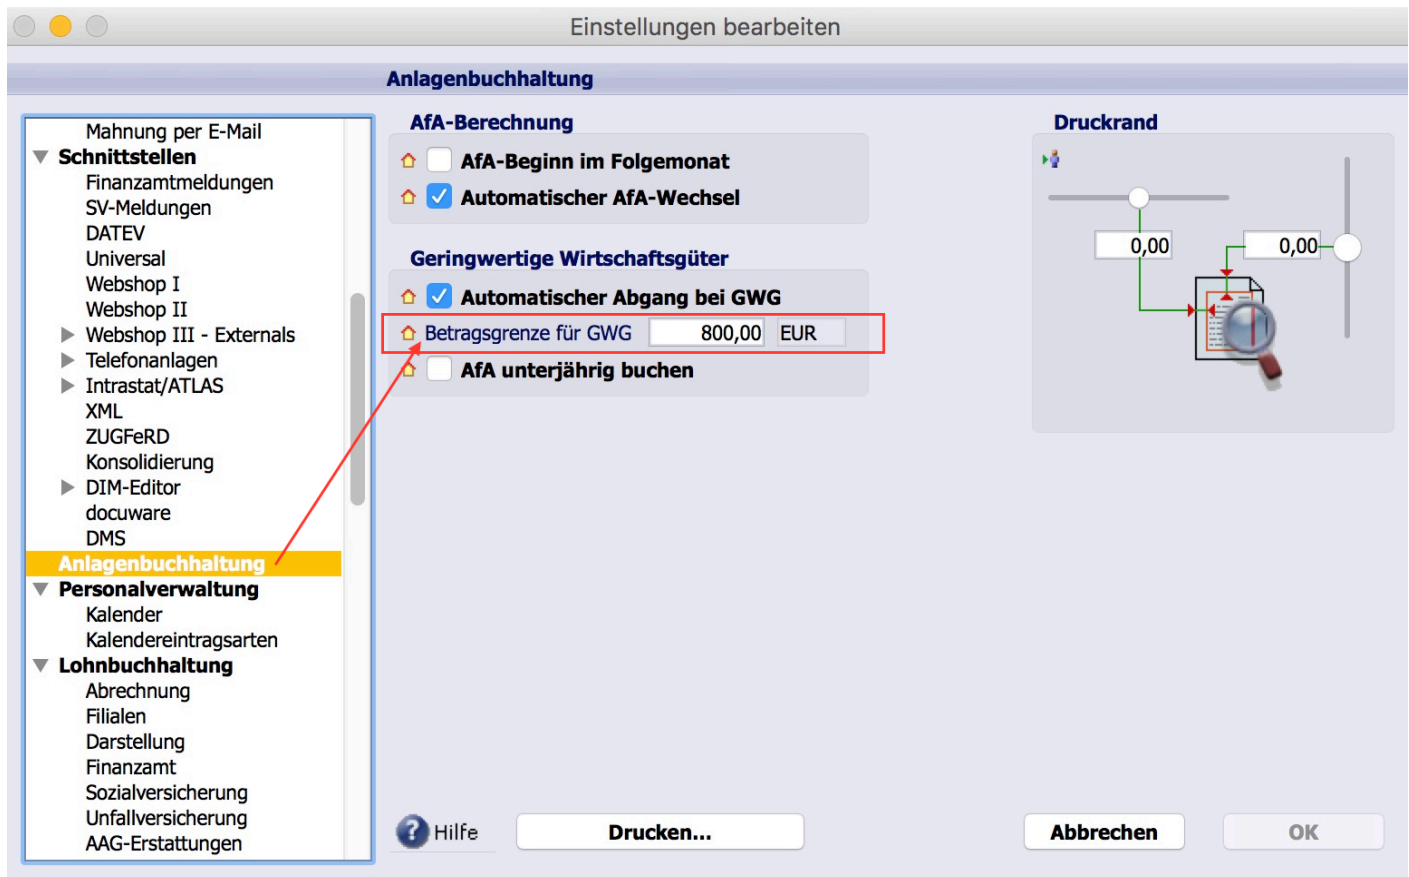 Einstellungen bearbeiten
Anlagenbuchhaltung
Mahnung per E-Mail
Schnittstellen
Finanzamtmeldungen
SV-Meldungen
DATEV
Universal
Webshop I
Webshop II
Webshop III - Externals
Telefonanlagen
Intrastat/ATLAS
XML
ZUGFeRD
Konsolidierung
DIM-Editor
docuware
DMS
Anlagenbuchhaltung
Personalverwaltung
Kalender
Kalendereintragsarten
Lohnbuchhaltung
Abrechnung
Filialen
Darstellung
Finanzamt
Sozialversicherung
Unfallversicherung
AAG-Erstattungen
AfA-Berechnung
AfA-Beginn im Folgemonat
Automatischer AfA-Wechsel
Geringwertige Wirtschaftsgüter
Automatischer Abgang bei GWG
Betragsgrenze für GWG 800,00 EUR
AfA unterjährig buchen
Druckrand
0,00 0,00
? Hilfe Drucken... Abbrechen OK